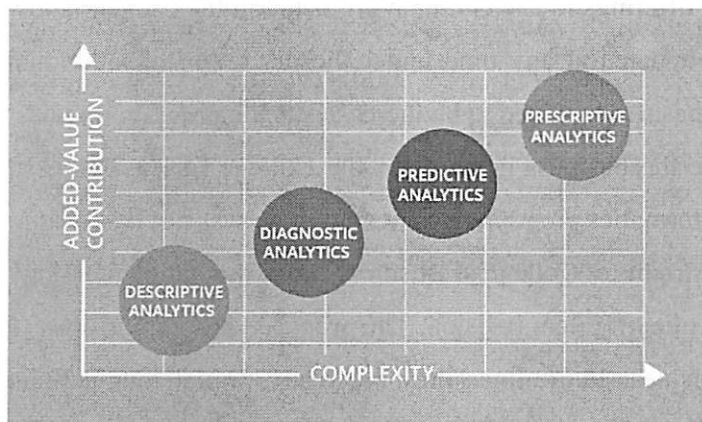 ADDED-VALUE
CONTRIBUTION
PRESCRIPTIVE
ANALYTICS
PREDICTIVE
ANALYTICS
DIAGNOSTIC
ANALYTICS
DESCRIPTIVE
ANALYTICS
COMPLEXITY